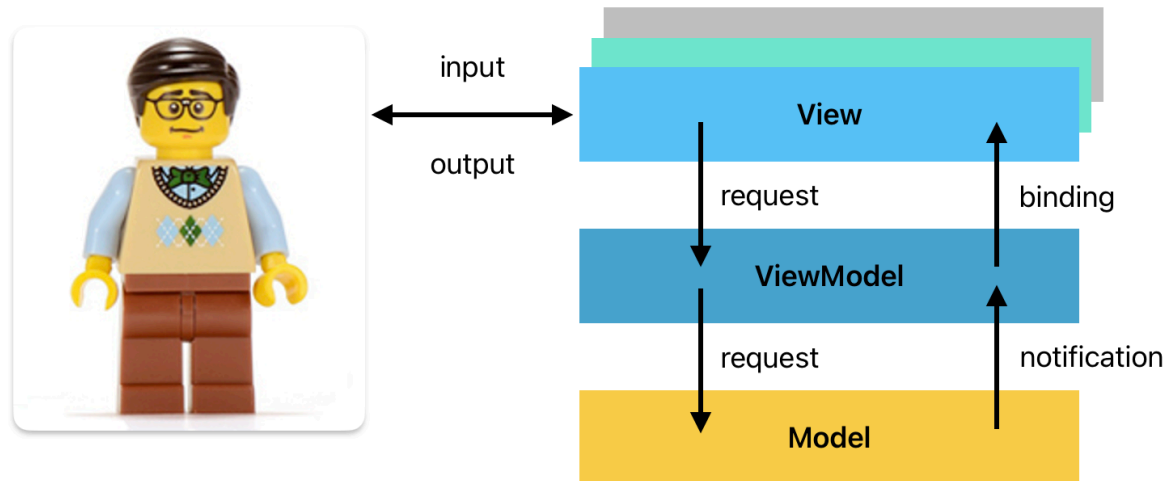 input
output
View
request
binding
ViewModel
request
notification
Model